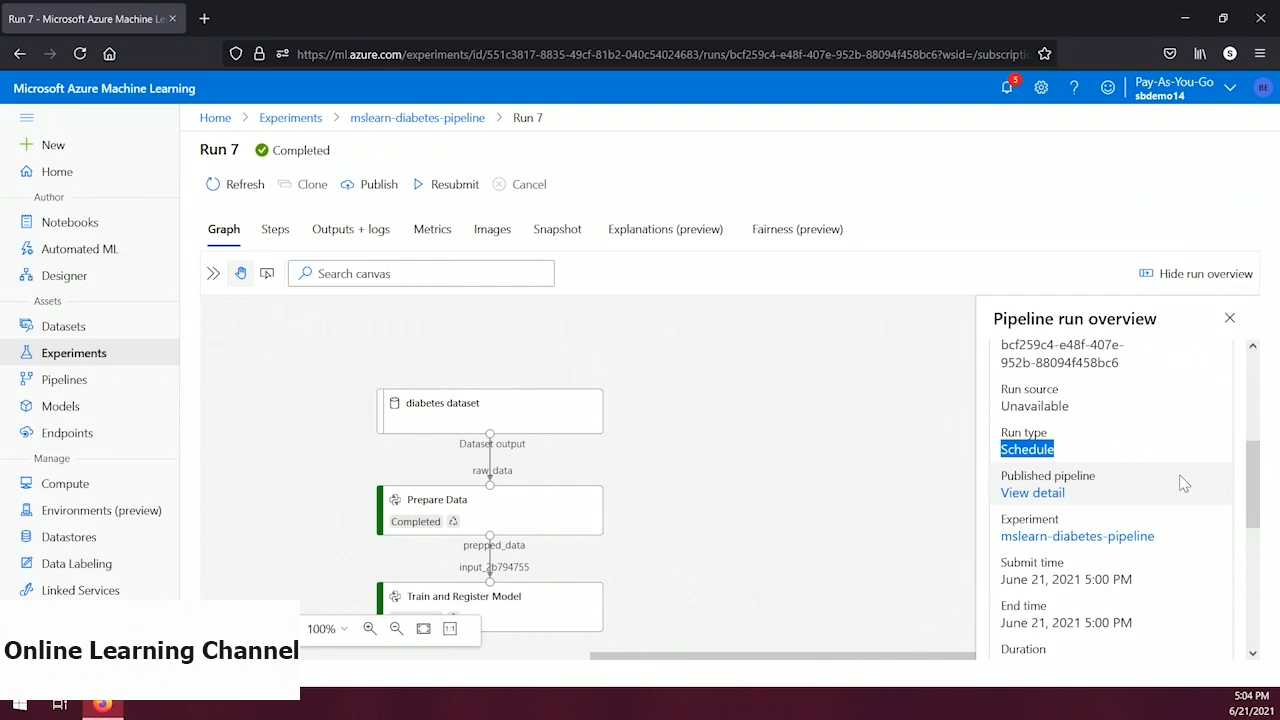 Run 7 - Microsoft Azure Machine Le
https://ml.azure.com/experiments/id/551c3817-8835-49cf-81b2-040c54024683/runs/bcf259c4-e48f-407e-952b-88094f458bc6?wsid=/subscriptio
S
Microsoft Azure Machine Learning
5
Pay-As-You-Go
sbdemo14
BE
New
Home
Author
Notebooks
Automated ML
Designer
Assets
Datasets
Experiments
Pipelines
Models
Endpoints
Manage
Compute
Environments (preview)
Datastores
Data Labeling
Linked Services
Home > Experiments > mslearn-diabetes-pipeline > Run 7
Run 7 Completed
Refresh Clone Publish Resubmit Cancel
Graph Steps Outputs + logs Metrics Images Snapshot Explanations (preview) Fairness (preview)
Search canvas
Hide run overview
diabetes dataset
Dataset output
raw_data
Prepare Data
Completed
prepped_data
input_2b794755
Train and Register Model
100%
1:1
Pipeline run overview
bcf259c4-e48f-407e-
952b-88094f458bc6
Run source
Unavailable
Run type
Schedule
Published pipeline
View detail
Experiment
mslearn-diabetes-pipeline
Submit time
June 21, 2021 5:00 PM
End time
June 21, 2021 5:00 PM
Duration
Online Learning Channel
5:04 PM
6/21/2021